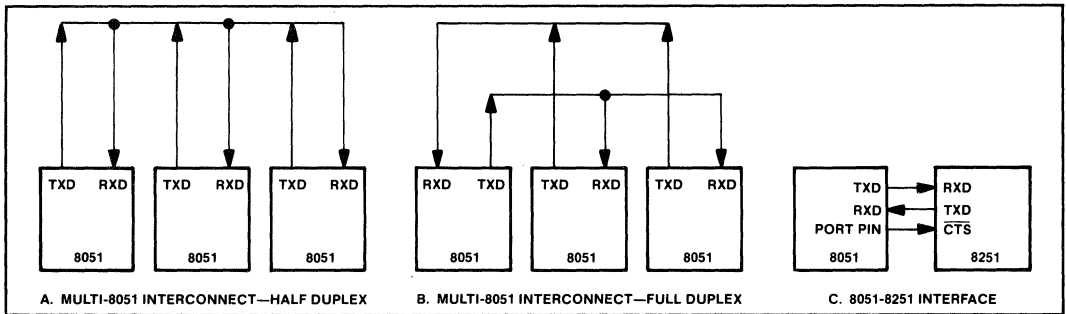 TXD RXD
8051
TXD RXD
8051
TXD RXD
8051
A. MULTI-8051 INTERCONNECT—HALF DUPLEX
RXD TXD
8051
TXD RXD
8051
TXD RXD
8051
B. MULTI-8051 INTERCONNECT—FULL DUPLEX
TXD
RXD
PORT PIN
8051
RXD
TXD
CTS
8251
C. 8051-8251 INTERFACE